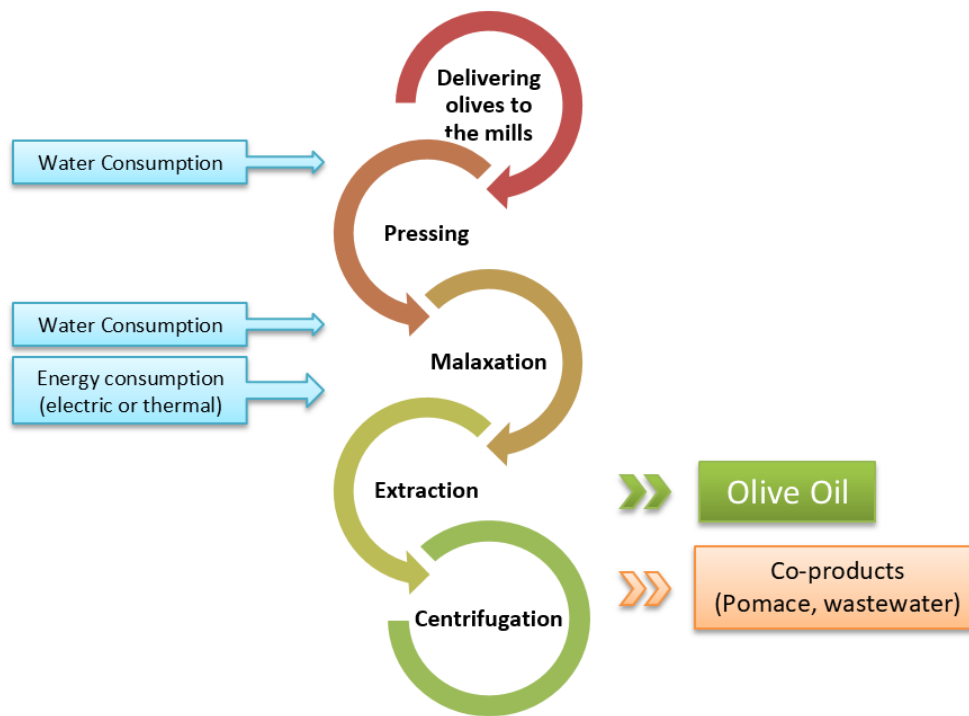 Delivering
olives to
the mills
Water Consumption
Pressing
Water Consumption
Malaxation
Energy consumption
(electric or thermal)
Extraction
Olive Oil
Co-products
(Pomace, wastewater)
Centrifugation